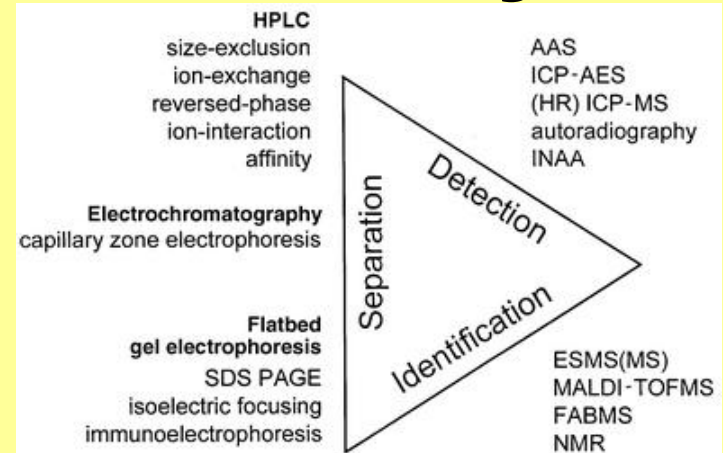 HPLC
size-exclusion
ion-exchange
reversed-phase
ion-interaction
affinity
Electrochromatography
capillary zone electrophoresis
Flatbed
gel electrophoresis
SDS PAGE
isoelectric focusing
immunoelectrophoresis
Separation
Detection
Identification
AAS
ICP-AES
(HR) ICP-MS
autoradiography
INAA
ESMS(MS)
MALDI-TOFMS
FABMS
NMR